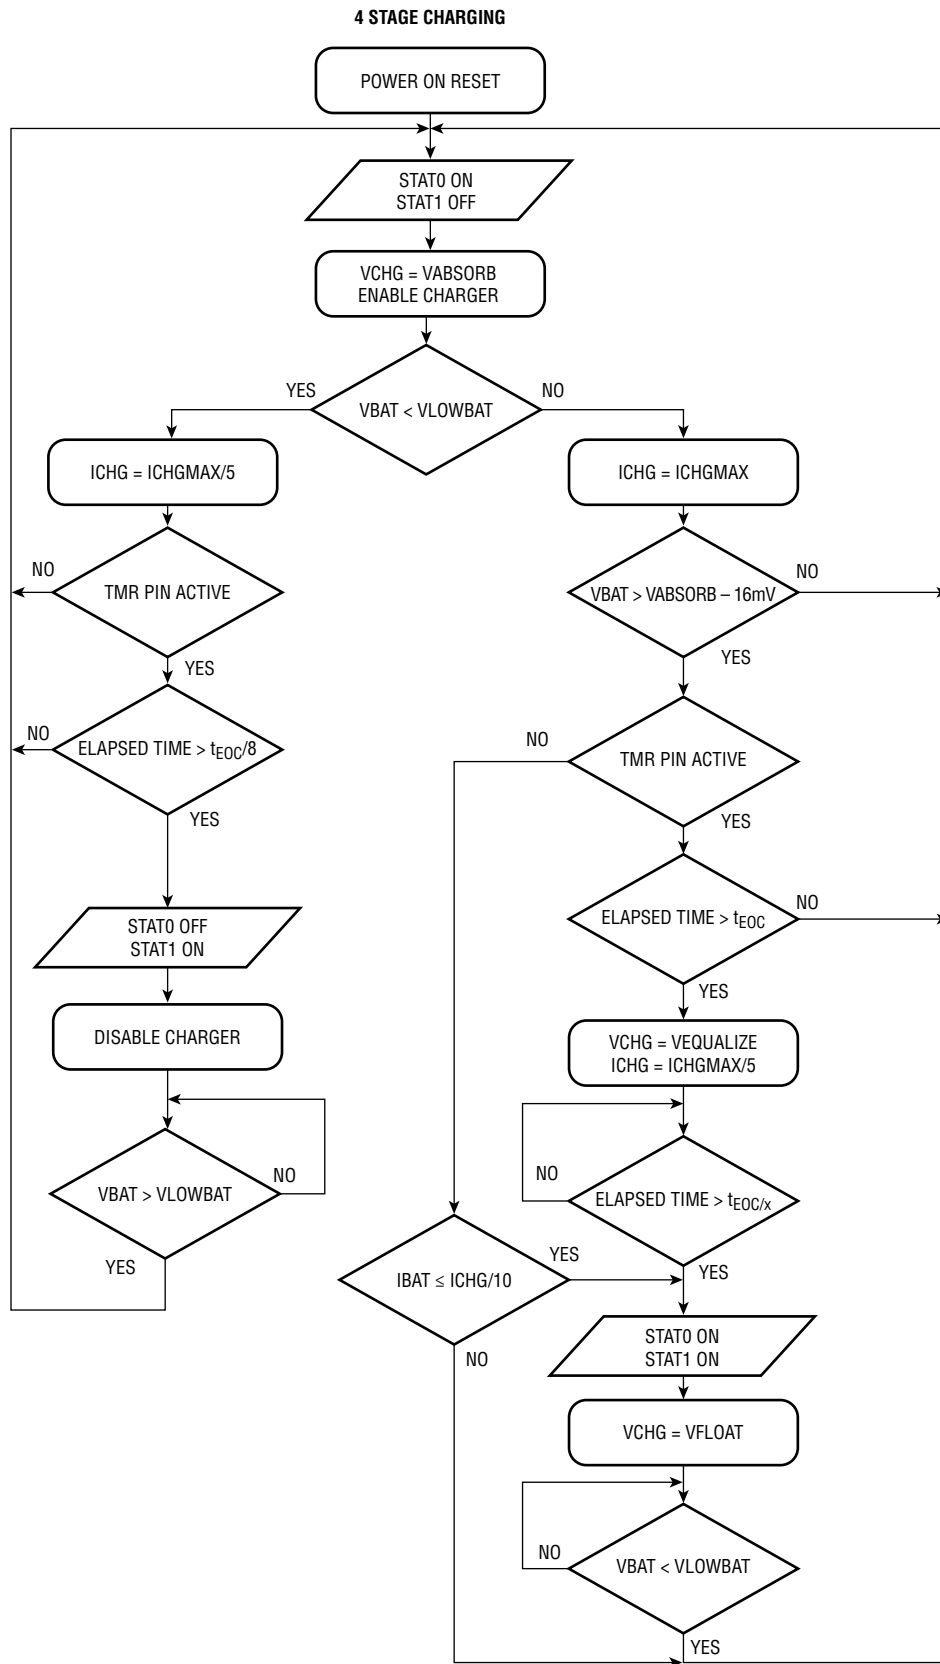 4 STAGE CHARGING
POWER ON RESET
STAT0 ON
STAT1 OFF
VCHG = VABSORB
ENABLE CHARGER
YES
VBAT < VLOWBAT
NO
ICHG = ICHGMAX/5
NO
TMR PIN ACTIVE
YES
NO
ELAPSED TIME > tEOC/8
YES
STAT0 OFF
STAT1 ON
DISABLE CHARGER
VBAT > VLOWBAT
NO
YES
ICHG = ICHGMAX
VBAT > VABSORB – 16mV
NO
YES
NO
TMR PIN ACTIVE
YES
ELAPSED TIME > tEOC
NO
YES
VCHG = VEQUALIZE
ICHG = ICHGMAX/5
NO
ELAPSED TIME > tEOC/x
YES
IBAT ≤ ICHG/10
YES
NO
STAT0 ON
STAT1 ON
VCHG = VFLOAT
NO
VBAT < VLOWBAT
YES